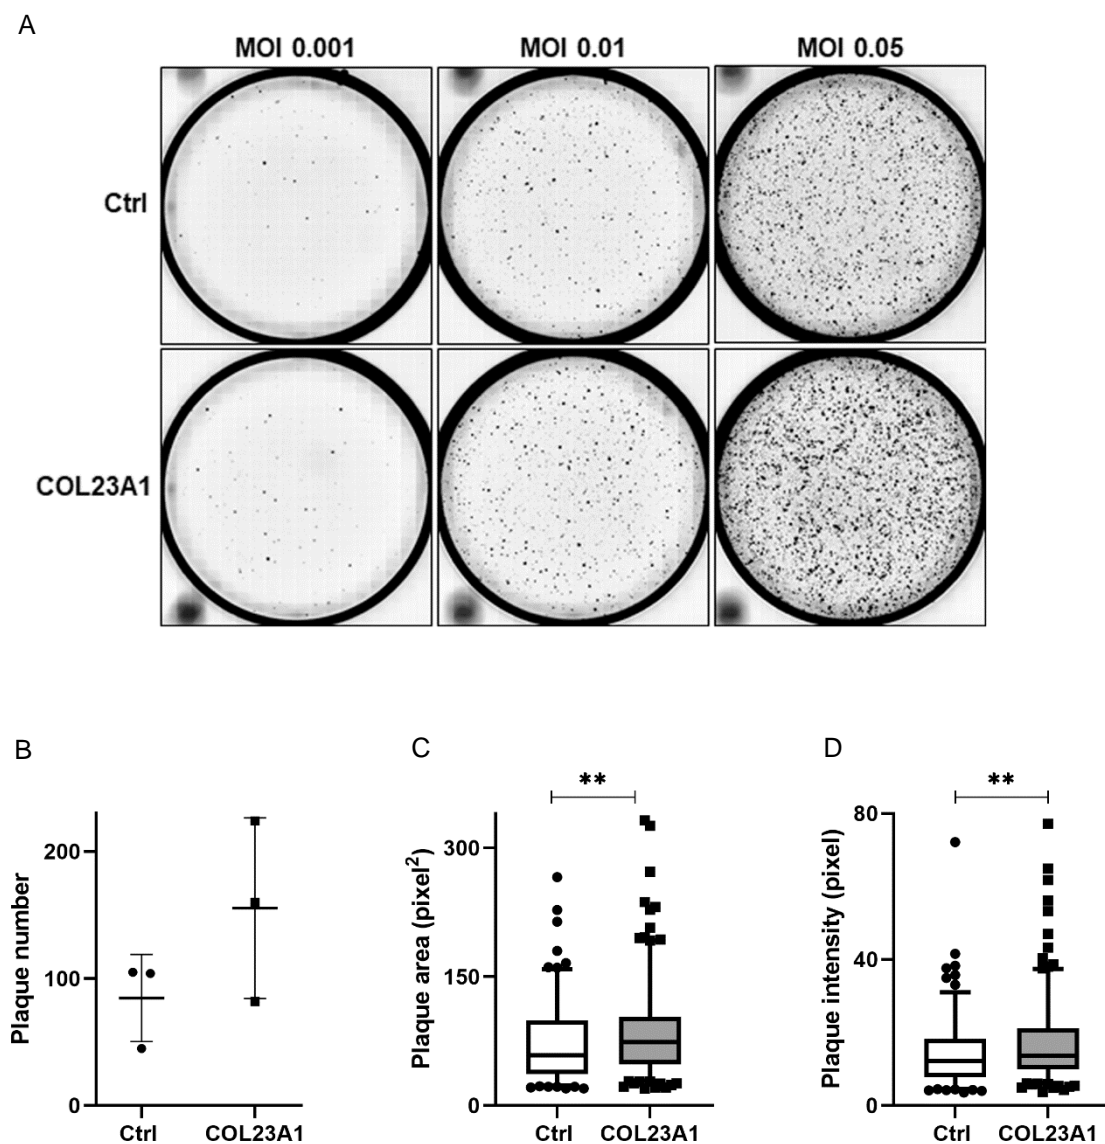 A
MOI 0.001 MOI 0.01 MOI 0.05
Ctrl
COL23A1
B
Plaque number
200
100
0
Ctrl COL23A1
C
**
Plaque area (pixel²)
300
150
0
Ctrl COL23A1
D
**
Plaque intensity (pixel)
80
40
0
Ctrl COL23A1